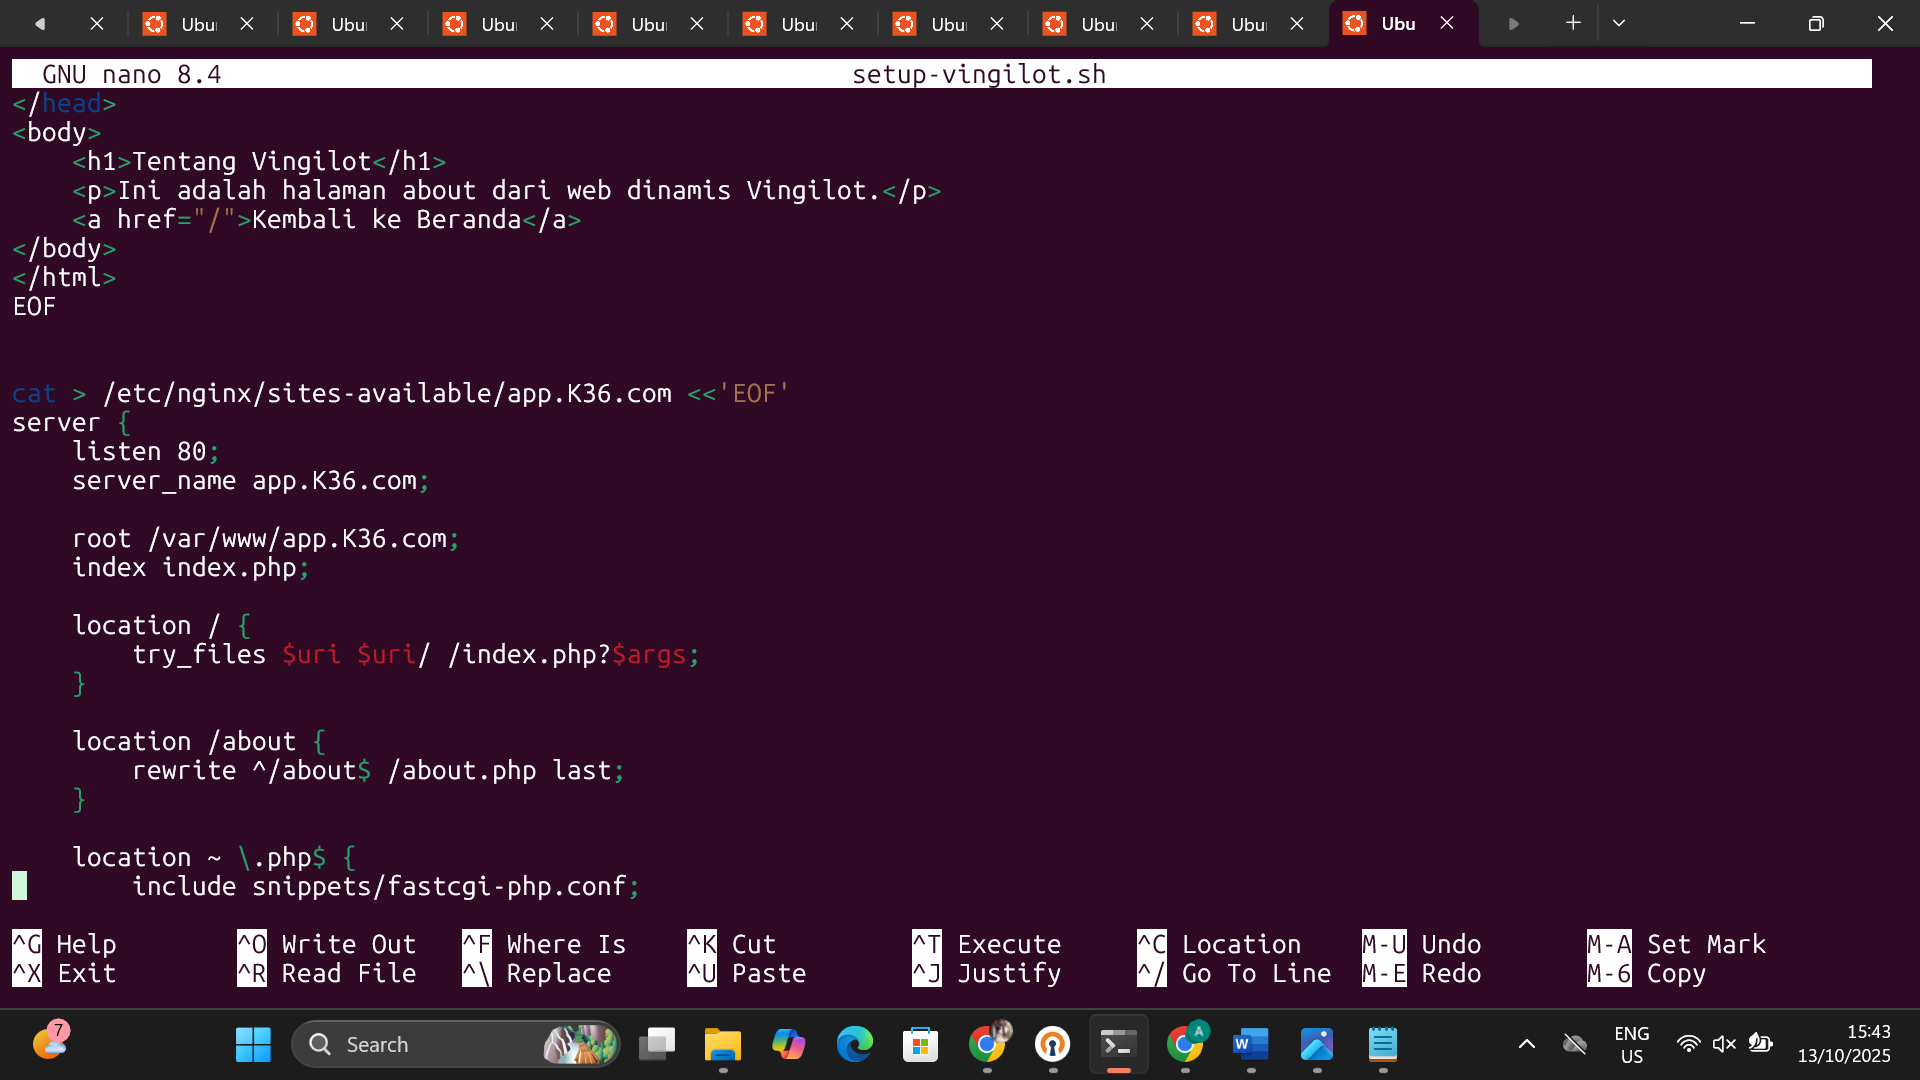 Ubu Ubu Ubu Ubu Ubu Ubu Ubu Ubu Ubu
GNU nano 8.4 setup-vingilot.sh
</head>
<body>
    <h1>Tentang Vingilot</h1>
    <p>Ini adalah halaman about dari web dinamis Vingilot.</p>
    <a href="/">Kembali ke Beranda</a>
</body>
</html>
EOF
cat > /etc/nginx/sites-available/app.K36.com <<'EOF'
server {
    listen 80;
    server_name app.K36.com;
    root /var/www/app.K36.com;
    index index.php;
    location / {
        try_files $uri $uri/ /index.php?$args;
    }
    location /about {
        rewrite ^/about$ /about.php last;
    }
    location ~ \.php$ {
        include snippets/fastcgi-php.conf;
^G Help ^O Write Out ^F Where Is ^K Cut ^T Execute ^C Location M-U Undo M-A Set Mark
^X Exit ^R Read File ^\ Replace ^U Paste ^J Justify ^/ Go To Line M-E Redo M-6 Copy
7
Search
A
W
ENG
US
15:43
13/10/2025